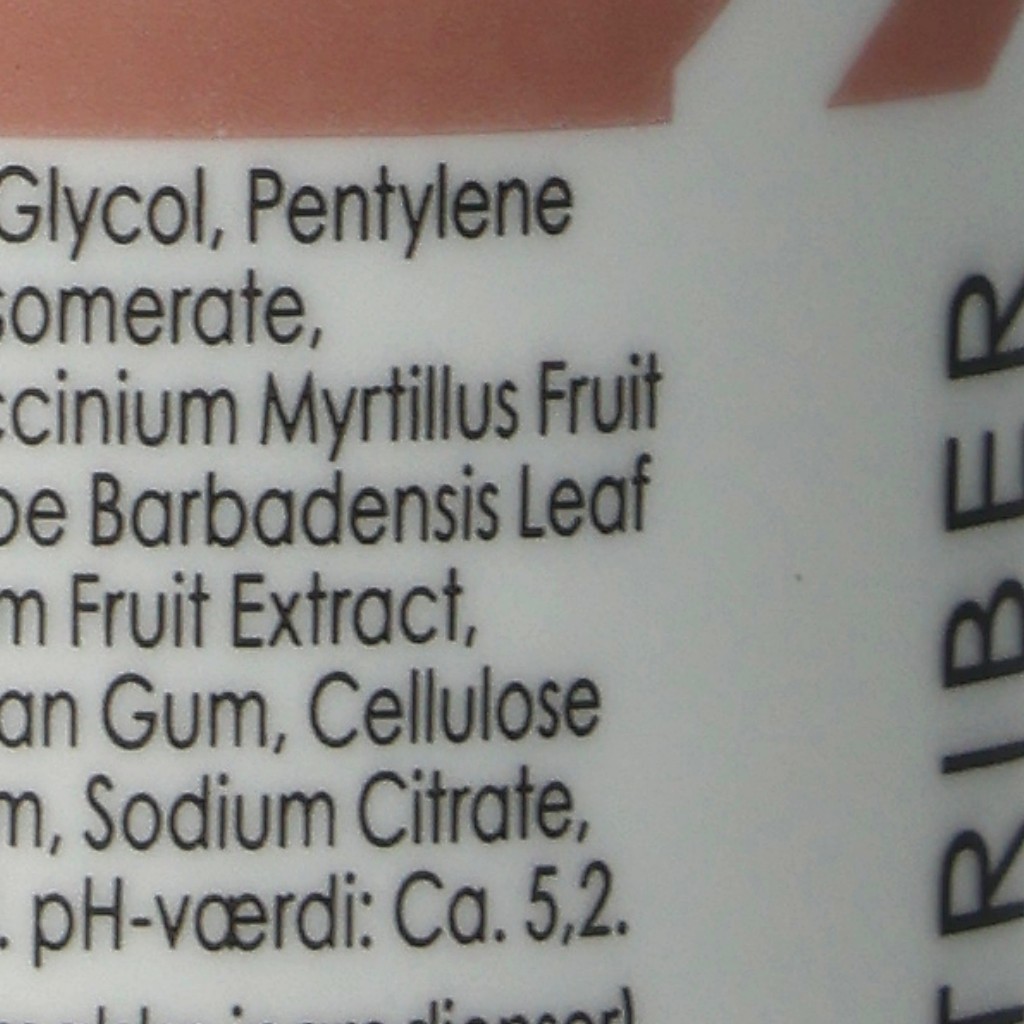 Glycol, Pentylene
somerate,
ccinium Myrtillus Fruit
oe Barbadensis Leaf
m Fruit Extract,
an Gum, Cellulose
m, Sodium Citrate,
. pH-værdi: Ca. 5,2.
ingredienser)
TRIBER